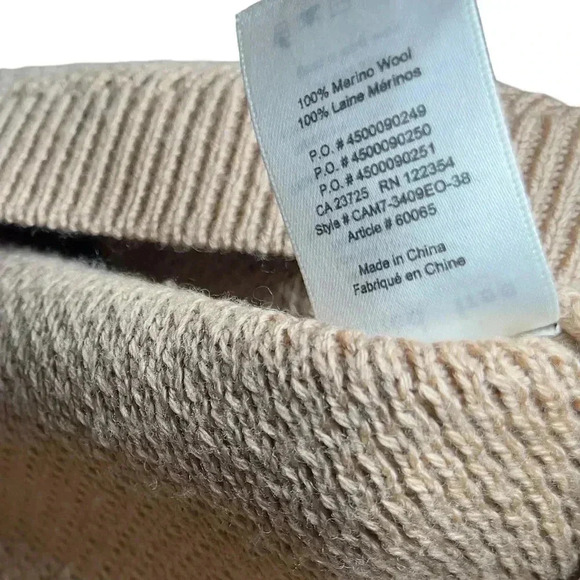 100% Merino Wool
100% Laine Mérinos
P.O. # 4500090249
P.O. # 4500090250
P.O. # 4500090251
CA 23725 RN 122354
Style # CAM7-3409EO-38
Article # 60065
Made in China
Fabriqué en Chine